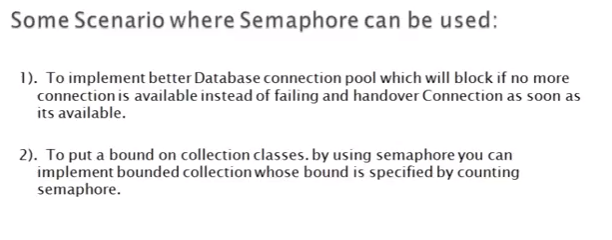 Some Scenario where Semaphore can be used:
1). To implement better Database connection pool which will block if no more
connection is available instead of failing and handover Connection as soon as
its available.
2). To put a bound on collection classes. by using semaphore you can
implement bounded collection whose bound is specified by counting
semaphore.